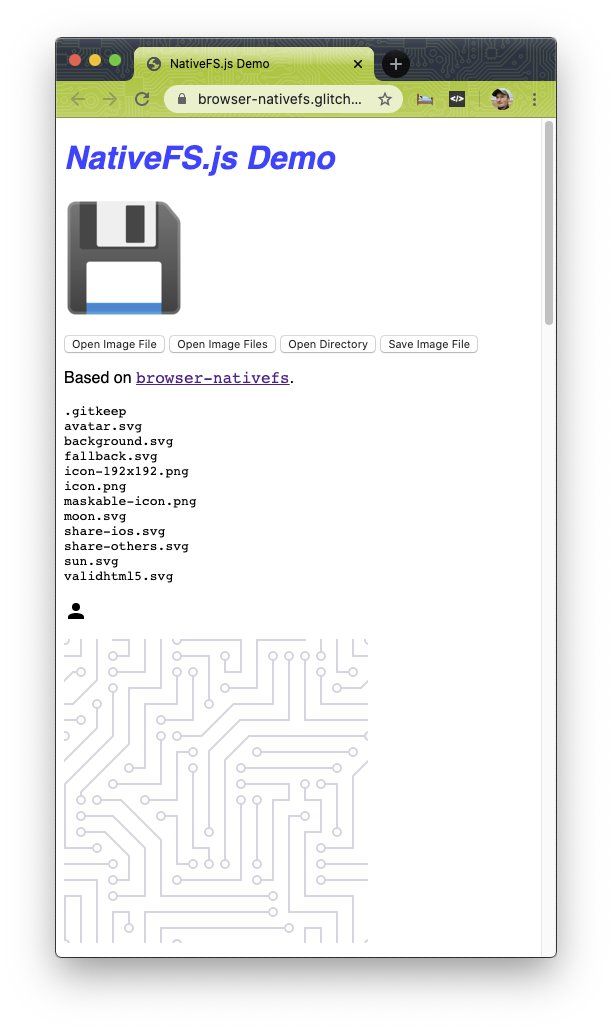 NativeFS.js Demo
browser-nativefs.glitch...
NativeFS.js Demo
Open Image File
Open Image Files
Open Directory
Save Image File
Based on browser-nativefs.
.gitkeep
avatar.svg
background.svg
fallback.svg
icon-192x192.png
icon.png
maskable-icon.png
moon.svg
share-ios.svg
share-others.svg
sun.svg
validhtml5.svg